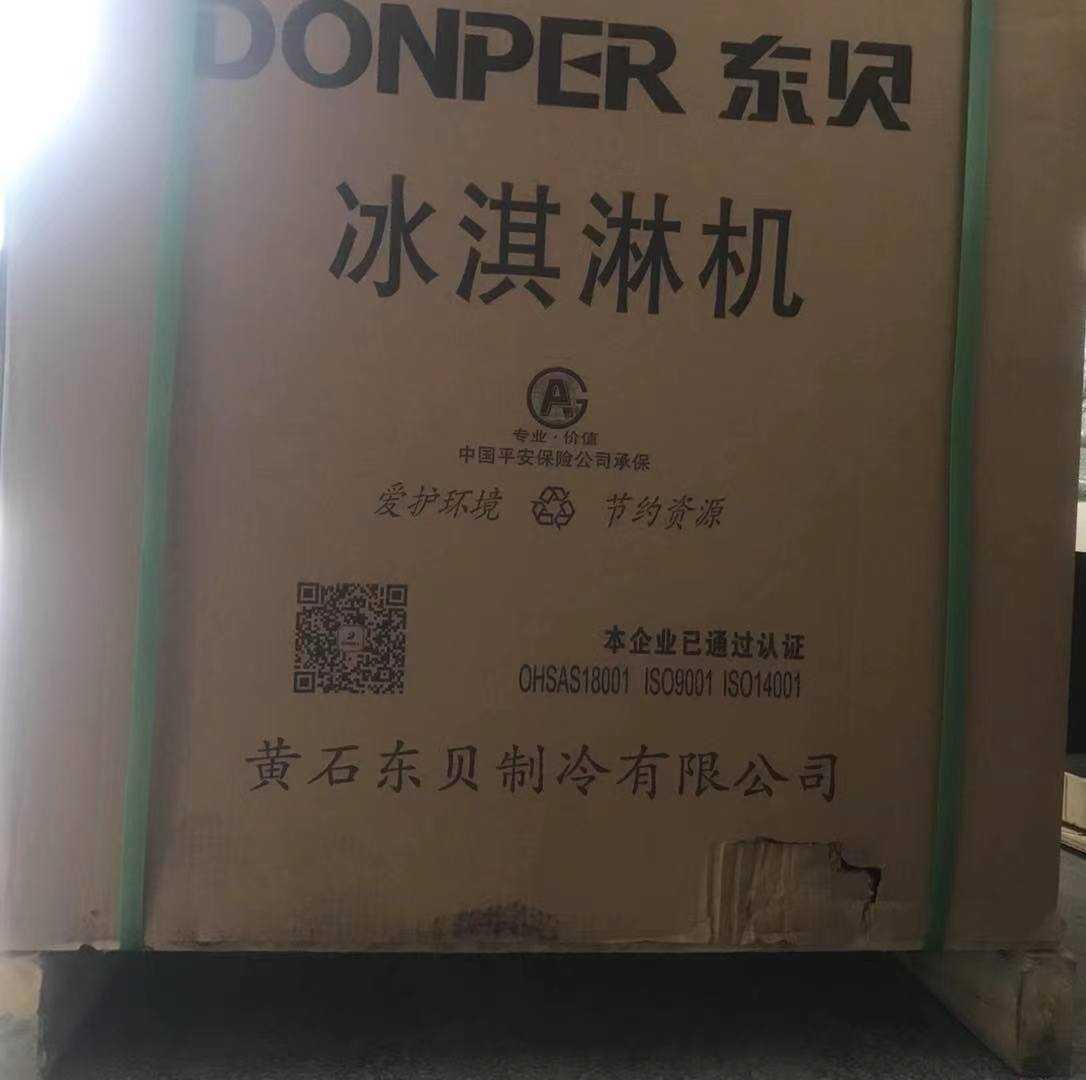 DONPER 东贝
冰淇淋机
专业·价值
中国平安保险公司承保
爱护环境 节约资源
本企业已通过认证
OHSAS18001 ISO9001 ISO14001
黄石东贝制冷有限公司